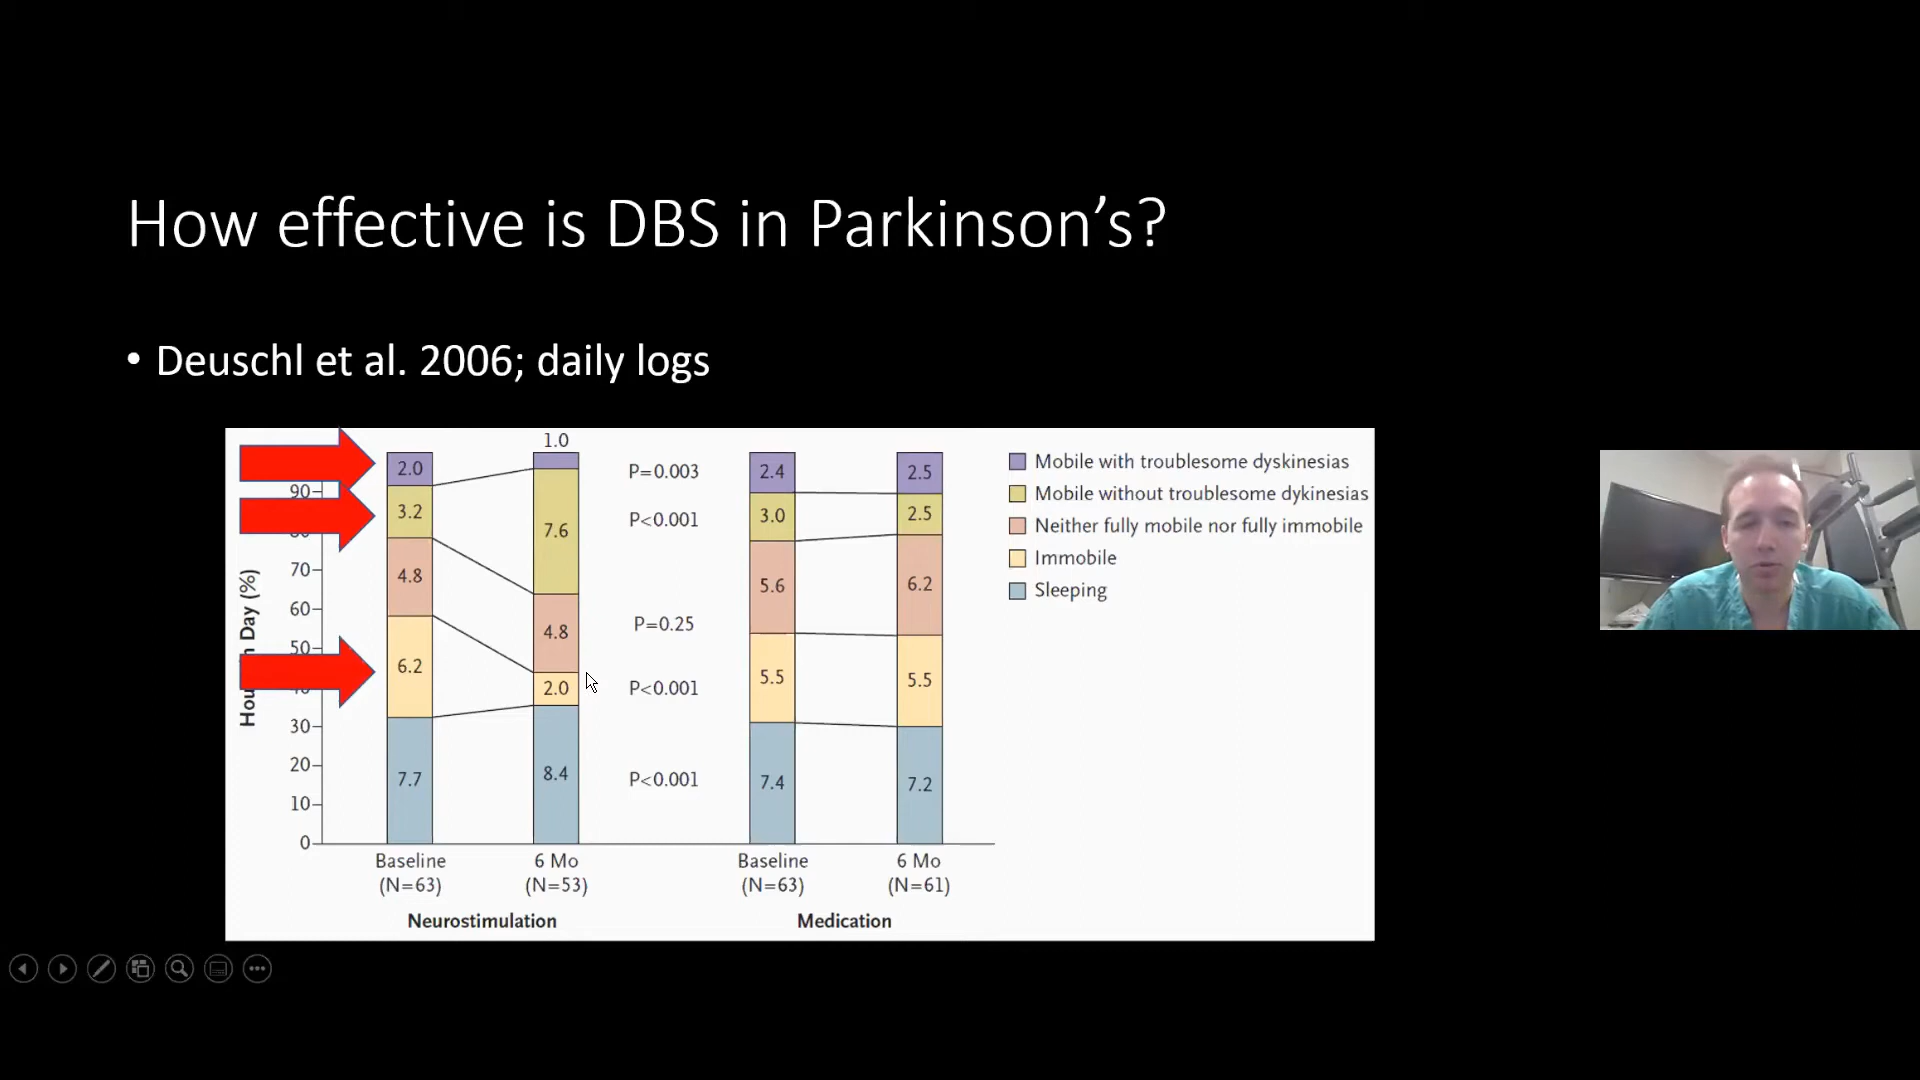 How effective is DBS in Parkinson's?
• Deuschl et al. 2006; daily logs
1.0
2.0
P=0.003
2.4
2.5
Mobile with troublesome dyskinesias
90
3.2
7.6
P<0.001
3.0
2.5
Mobile without troublesome dykinesias
Neither fully mobile nor fully immobile
Immobile
Sleeping
70
4.8
5.6
6.2
60
4.8
P=0.25
50
6.2
2.0
P<0.001
5.5
5.5
Day (%)
30
20
7.7
8.4
P<0.001
7.4
7.2
10
0
Baseline
(N=63)
6 Mo
(N=53)
Baseline
(N=63)
6 Mo
(N=61)
Neurostimulation
Medication